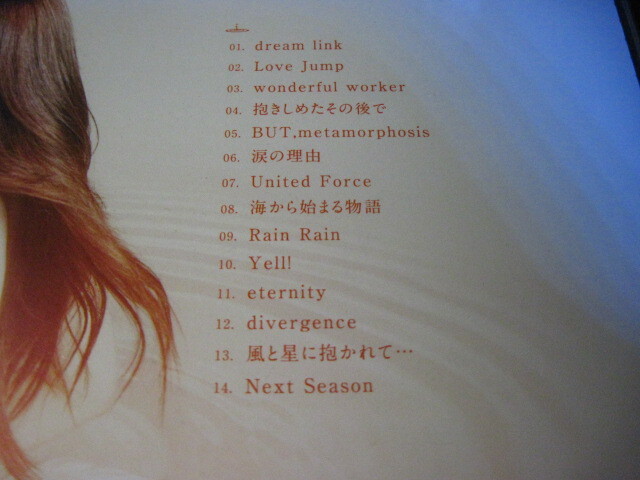 01. dream link
02. Love Jump
03. wonderful worker
04. 抱きしめたその後で
05. BUT,metamorphosis
06. 涙の理由
07. United Force
08. 海から始まる物語
09. Rain Rain
10. Yell!
11. eternity
12. divergence
13. 風と星に抱かれて…
14. Next Season